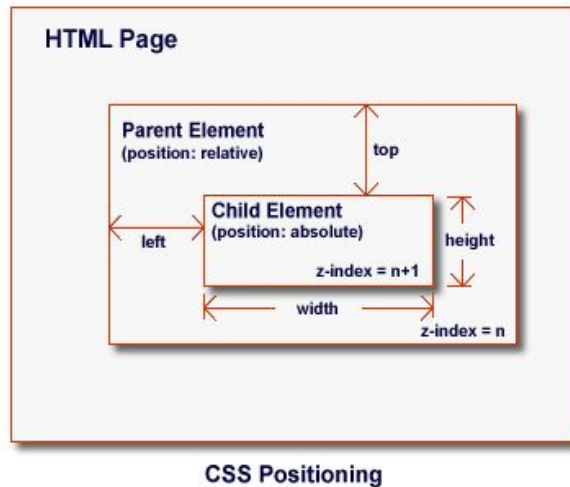 HTML Page
Parent Element
(position: relative)
top
Child Element
(position: absolute)
left
height
z-index = n+1
width
z-index = n
CSS Positioning